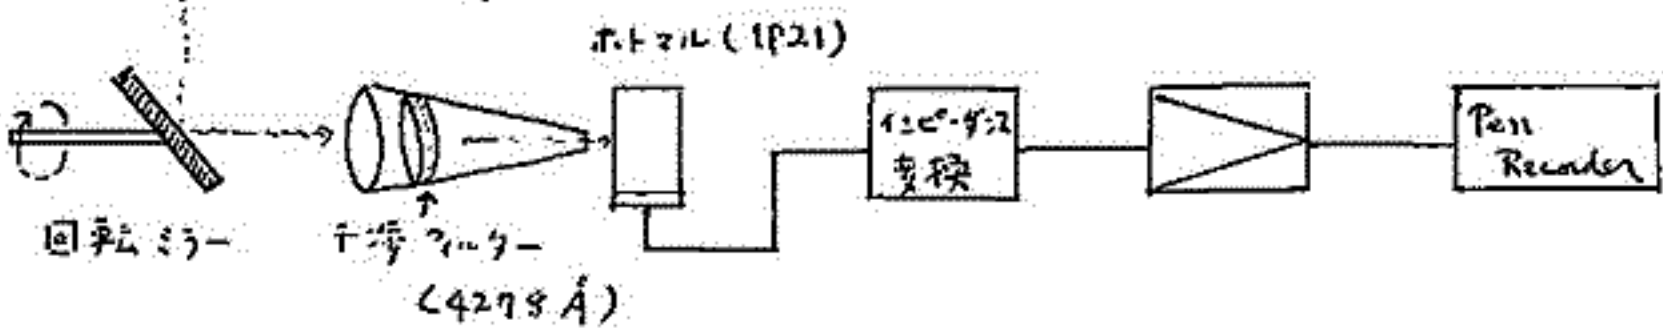 ホトマル(1P21)
インピーダンス
変換
Pen
Recorder
回転ミラー
干渉フィルター
(4278Å)